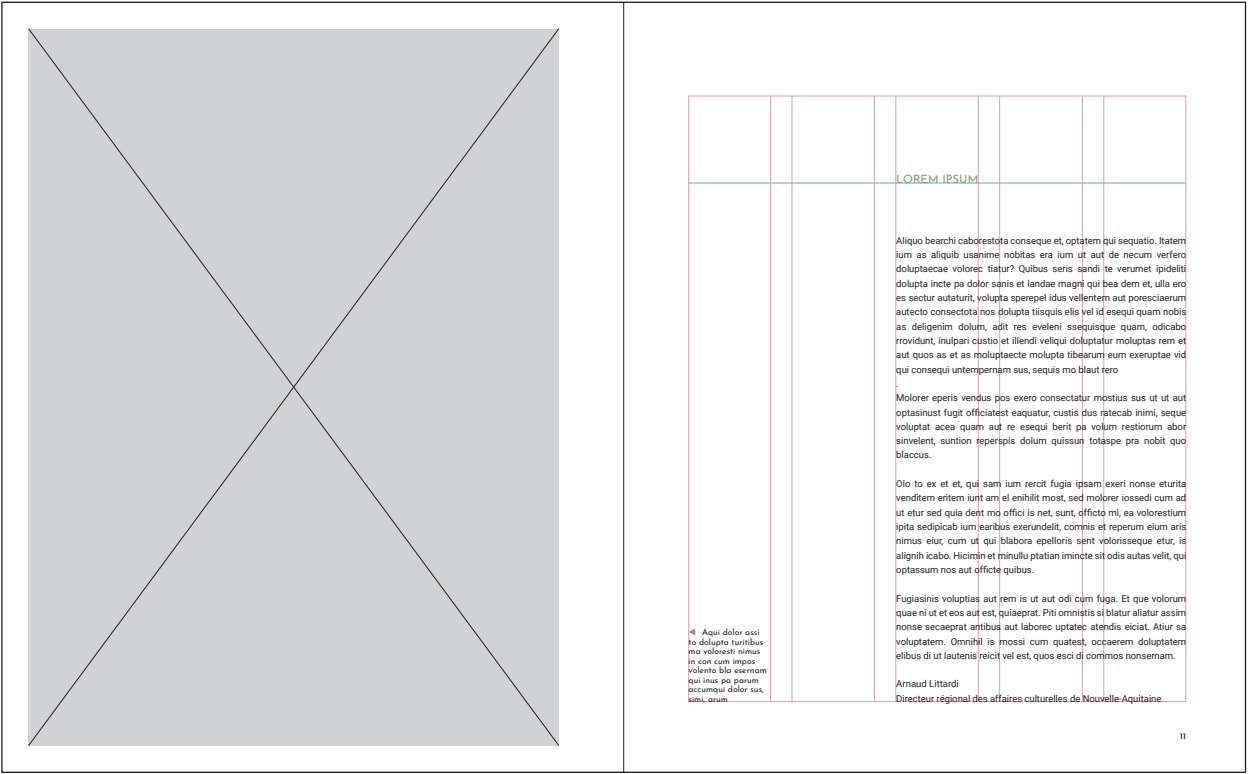 LOREM IPSUM
Aliquo bearchi caborestota conseque et, optatem qui sequatio. Itatem
ium as aliquib usanime nobitas era ium ut aut de necum verfero
doluptaecae volorec tiatur? Quibus seris sandi te verumet ipideliti
dolupta incte pa dolor sanis et landae magni qui bea dem et, ulla ero
es sectur autaturit, volupta sperepel idus vellentem aut poresciaerum
autecto consectota nos dolupta tiisquis elis vel id esequi quam nobis
as deligenim dolum, adit res eveleni ssequisque quam, odicabo
rrovidunt, inulpari custio et illendi veliqui doluptatur moluptas rem et
aut quos as et as moluptaecte molupta tibearum eum exeruptae vid
qui consequi untempernam sus, sequis mo blaut rero
.
Molorer eperis vendus pos exero consectatur mostius sus ut ut aut
optasinust fugit officiatest eaquatur, custis dus ratecab inimi, seque
voluptat acea quam aut re esequi berit pa volum restiorum abor
sinvelent, suntion reperspis dolum quissun totaspe pra nobit quo
blaccus.
Olo to ex et et, qui sam ium rercit fugia ipsam exeri nonse eturita
venditem eritem iunt am el enihilit most, sed molorer iossedi cum ad
ut etur sed quia dent mo offici is net, sunt, officto mi, ea volorestium
ipita sedipicab ium earibus exerundelit, comnis et reperum eium aris
nimus eiur, cum ut qui blabora epelloris sent volorisseque etur, is
alignih icabo. Hicimin et minullu ptatian imincte sit odis autas velit, qui
optassum nos aut officte quibus.
Fugiasinis voluptias aut rem is ut aut odi cum fuga. Et que volorum
quae ni ut et eos aut est, quiaeprat. Piti omnistis si blatur aliatur assim
nonse secaeprat antibus aut laborec uptatec atendis eiciat. Atiur sa
voluptatem. Omnihil is mossi cum quatest, occaerem doluptatem
elibus di ut lautenis reicit vel est, quos esci di commos nonsernam.
Arnaud Littardi
Directeur régional des affaires culturelles de Nouvelle-Aquitaine
Aqui dolor assi
to dolupta turitibus
ma voloresti nimus
in con cum impos
volento bla esernam
qui inus pa parum
accumqui dolor sus,
simi, arum
11